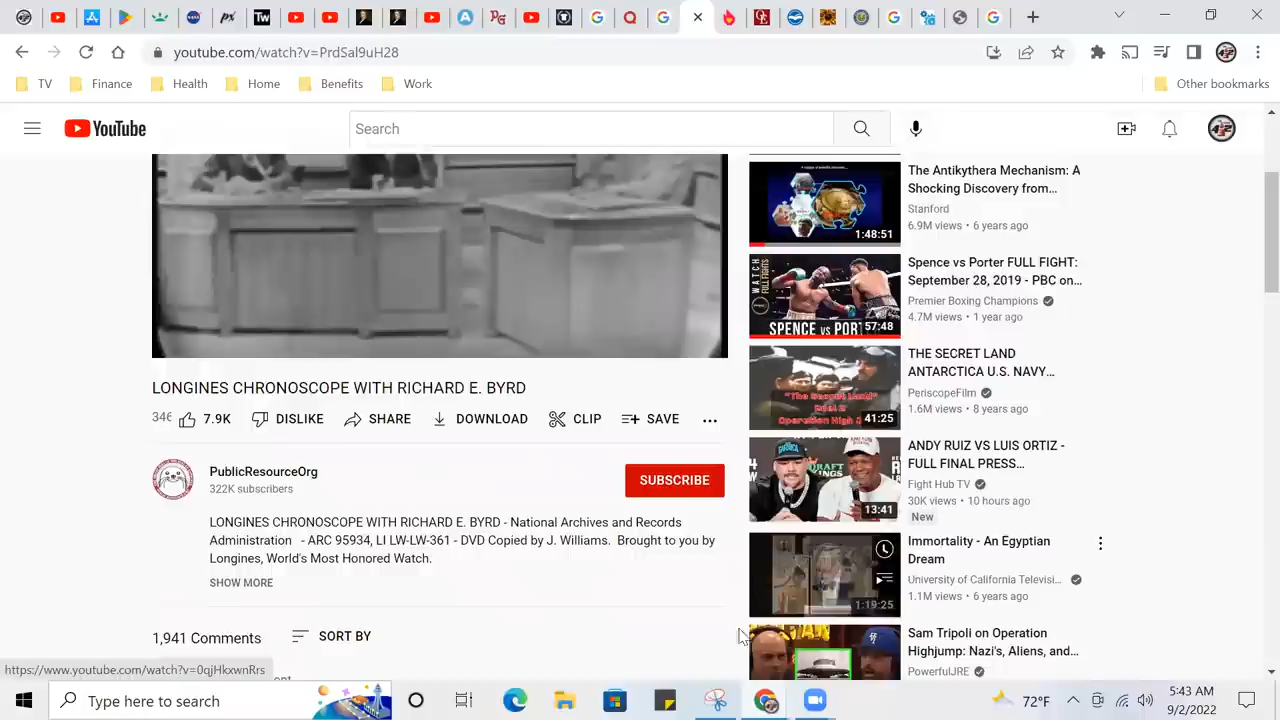 youtube.com/watch?v=PrdSal9uH28
TV Finance Health Home Benefits Work Other bookmarks
YouTube
Search
The Antikythera Mechanism: A
Shocking Discovery from...
Stanford
6.9M views • 6 years ago
1:48:51
WATCH FULL FIGHTS
SPENCE VS PORT
57:48
Spence vs Porter FULL FIGHT:
September 28, 2019 - PBC on...
Premier Boxing Champions
4.7M views • 1 year ago
"The Secret Land"
Reel 2
41:25
THE SECRET LAND
ANTARCTICA U.S. NAVY...
PeriscopeFilm
1.6M views • 8 years ago
13:41
ANDY RUIZ VS LUIS ORTIZ -
FULL FINAL PRESS...
Fight Hub TV
30K views • 10 hours ago
New
1:19:25
Immortality - An Egyptian
Dream
University of California Televisi...
1.1M views • 6 years ago
Sam Tripoli on Operation
Highjump: Nazi's, Aliens, and...
PowerfulJRE
LONGINES CHRONOSCOPE WITH RICHARD E. BYRD
346 7.9K DISLIKE SHARE DOWNLOAD CLIP SAVE
PublicResourceOrg
322K subscribers
SUBSCRIBE
LONGINES CHRONOSCOPE WITH RICHARD E. BYRD - National Archives and Records
Administration - ARC 95934, LI LW-LW-361 - DVD Copied by J. Williams. Brought to you by
Longines, World's Most Honored Watch.
SHOW MORE
1,941 Comments SORT BY
https://www.youtube.com/watch?v=0qjHkxwnRrs
Type here to search
72°F
5:43 AM
9/2/2022